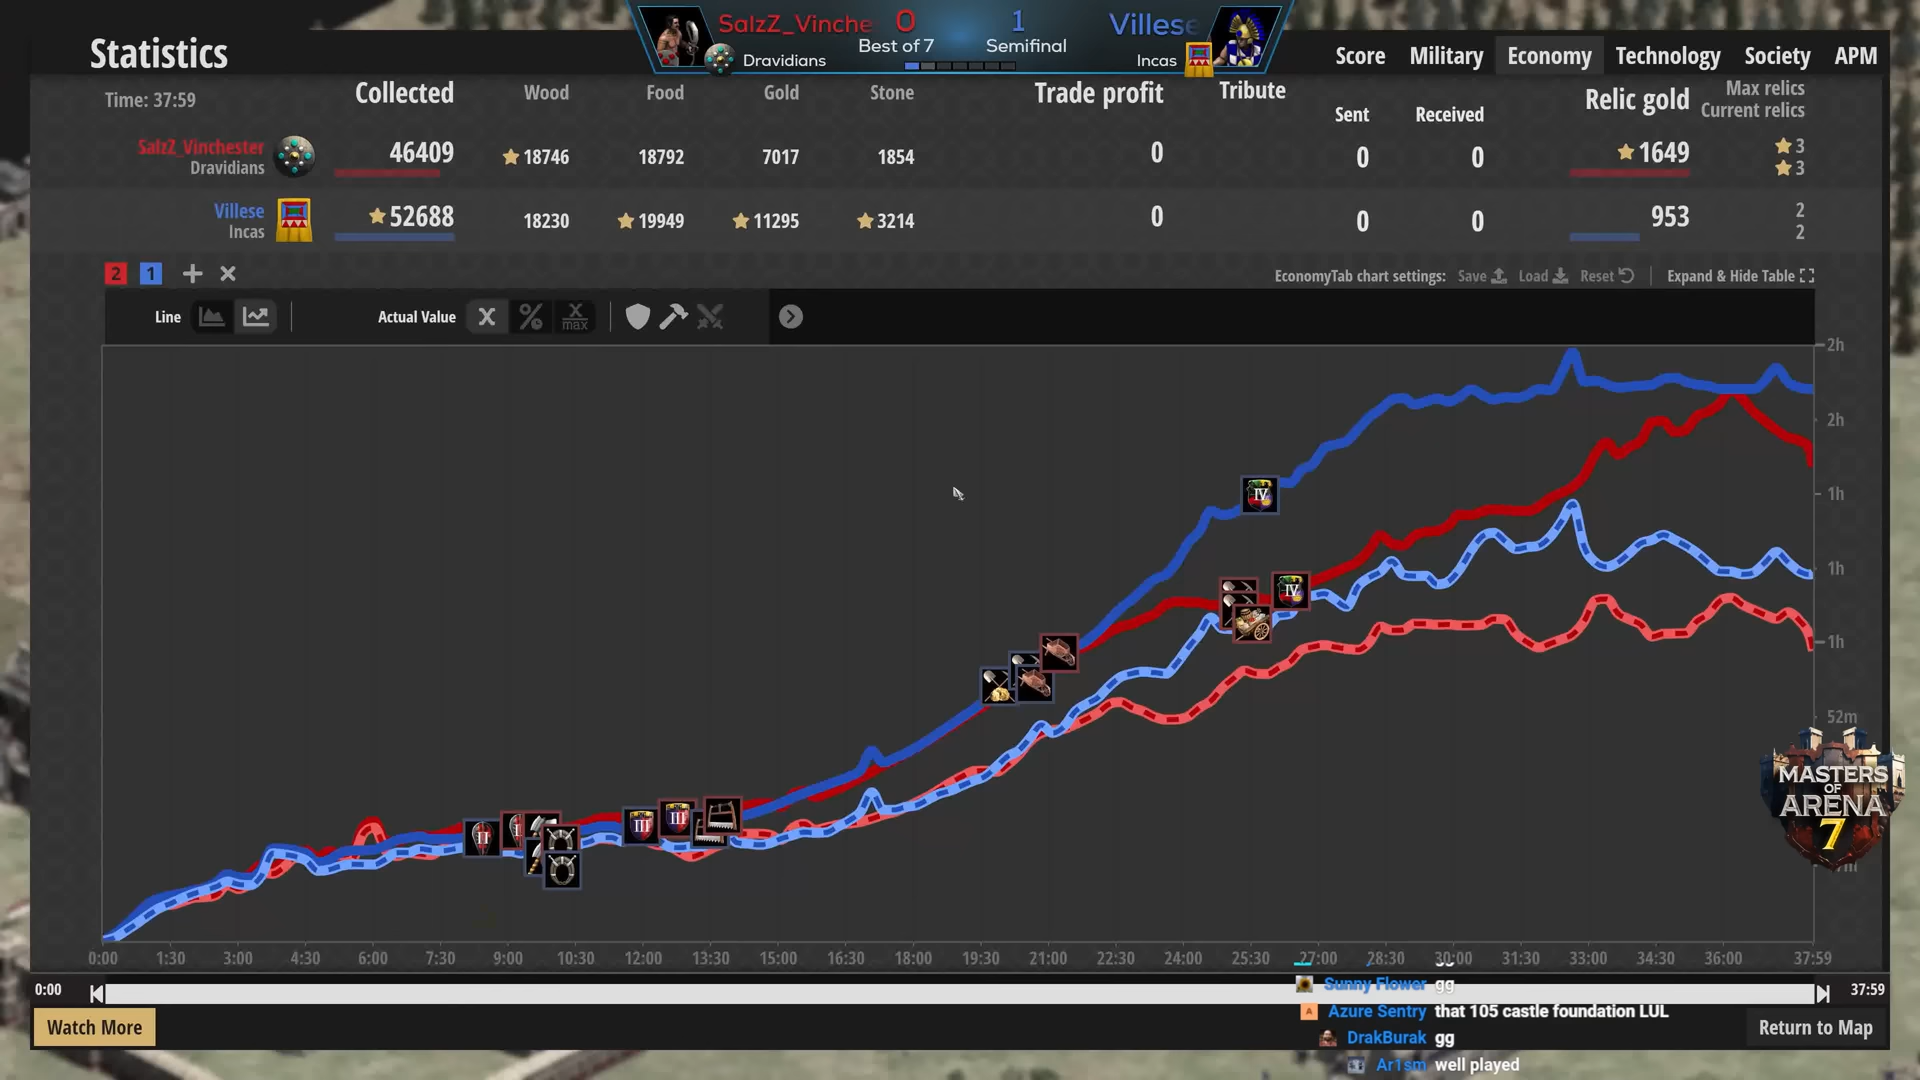 SalzZ_Vinche 0 1 Villese
Best of 7 Semifinal
Dravidians Incas
Statistics
Score Military Economy Technology Society APM
Time: 37:59
Collected Wood Food Gold Stone Trade profit Tribute Sent Received Relic gold Max relics
Current relics
SalzZ_Vinchester
Dravidians
46409 18746 18792 7017 1854 0 0 0 1649 3
3
Villese
Incas
52688 18230 19949 11295 3214 0 0 0 953 2
2
2 1
EconomyTab chart settings: Save Load Reset Expand & Hide Table
Line Actual Value X % X
max
2h
2h
1h
1h
1h
52m
IV
IV
II
III III
MASTERS
OF
ARENA
7
0:00 1:30 3:00 4:30 6:00 7:30 9:00 10:30 12:00 13:30 15:00 16:30 18:00 19:30 21:00 22:30 24:00 25:30 27:00 28:30 30:00 31:30 33:00 34:30 36:00 37:59
gg
0:00 37:59
Sunny Flower gg
Azure Sentry that 105 castle foundation LUL
DrakBurak gg
Ar1sm well played
Watch More Return to Map